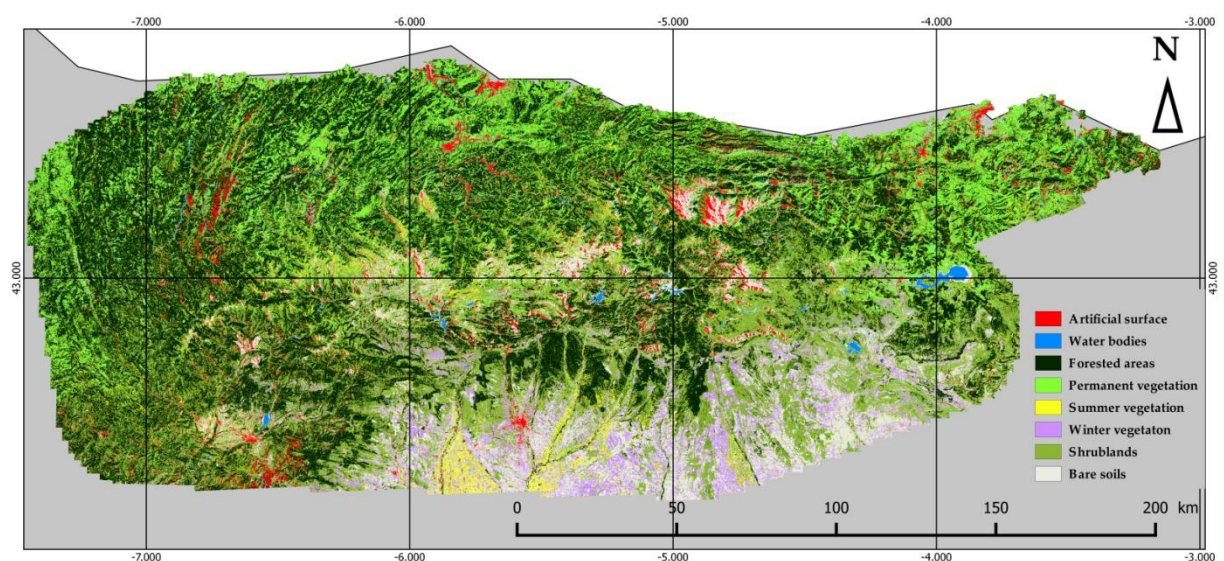 -7.000 -6.000 -5.000 -4.000 -3.000
N
43.000 43.000
Artificial surface
Water bodies
Forested areas
Permanent vegetation
Summer vegetation
Winter vegetaton
Shrublands
Bare soils
0 50 100 150 200 km
-7.000 -6.000 -5.000 -4.000 -3.000